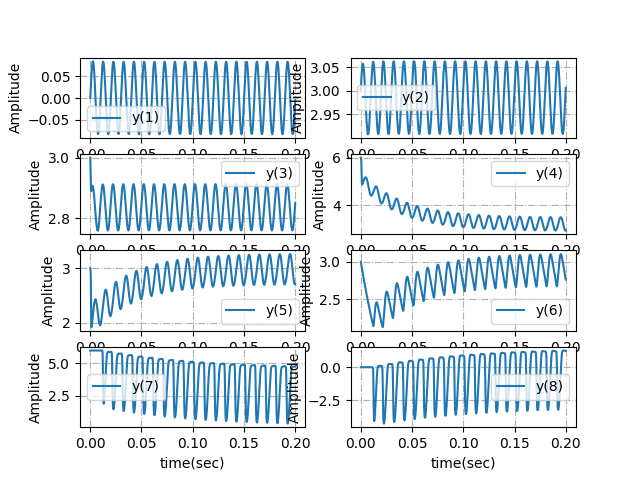 Amplitude
0.05
0.00
−0.05
y(1)
Amplitude
3.05
3.00
2.95
y(2)
Amplitude
3.0
2.8
y(3)
Amplitude
6
4
y(4)
Amplitude
3
2
y(5)
Amplitude
3.0
2.5
y(6)
Amplitude
5.0
2.5
y(7)
0.00 0.05 0.10 0.15 0.20
time(sec)
Amplitude
0.0
−2.5
y(8)
0.00 0.05 0.10 0.15 0.20
time(sec)